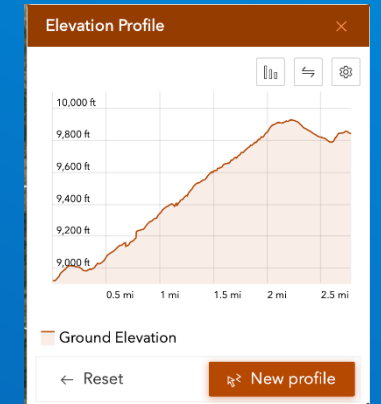 Elevation Profile
10,000 ft
9,800 ft
9,600 ft
9,400 ft
9,200 ft
9,000 ft
0.5 mi 1 mi 1.5 mi 2 mi 2.5 mi
Ground Elevation
Reset New profile